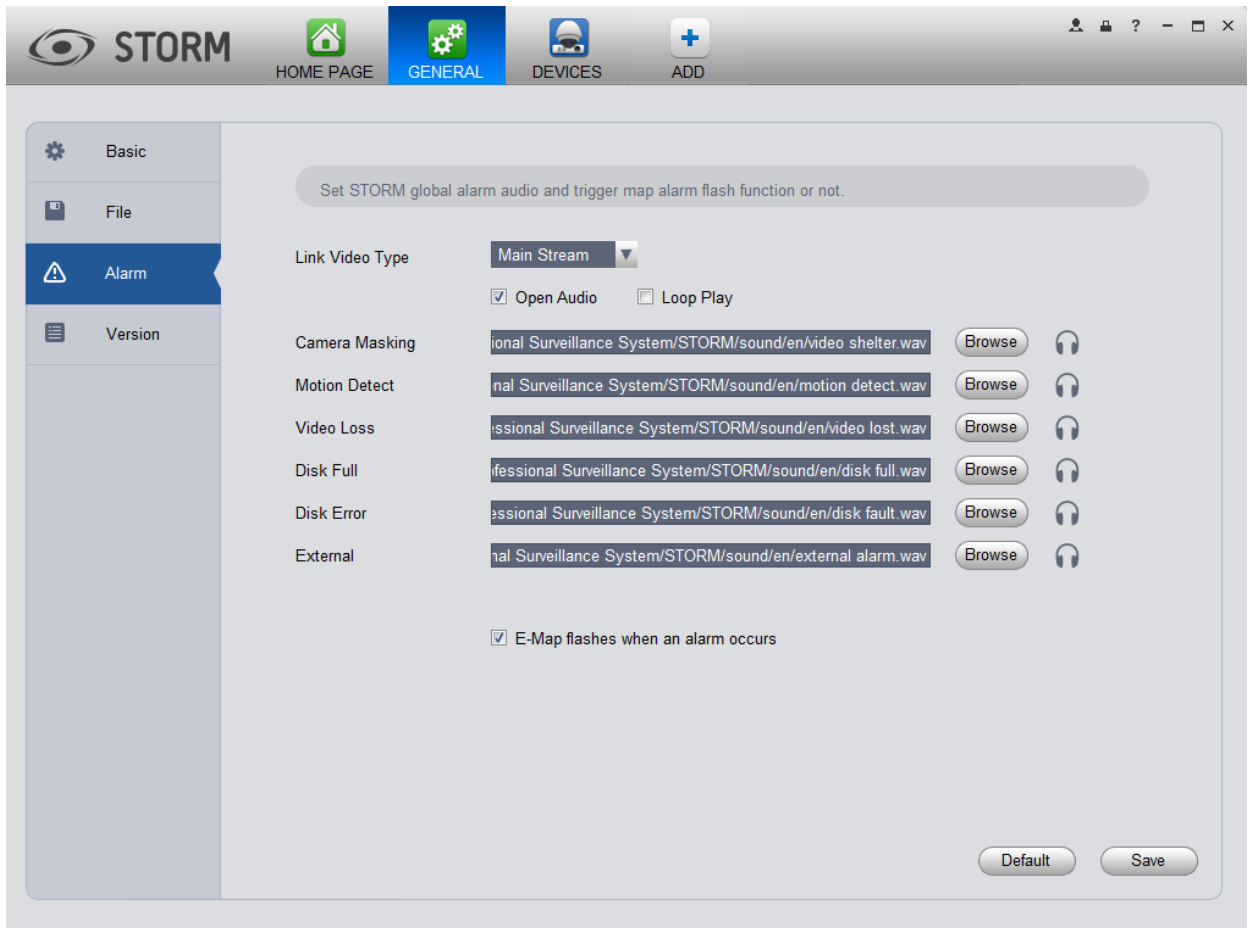 STORM
HOME PAGE
GENERAL
DEVICES
ADD
?
Basic
File
Alarm
Version
Set STORM global alarm audio and trigger map alarm flash function or not.
Link Video Type Main Stream
Open Audio Loop Play
Camera Masking ional Surveillance System/STORM/sound/en/video shelter.wav Browse
Motion Detect nal Surveillance System/STORM/sound/en/motion detect.wav Browse
Video Loss essional Surveillance System/STORM/sound/en/video lost.wav Browse
Disk Full ofessional Surveillance System/STORM/sound/en/disk full.wav Browse
Disk Error essional Surveillance System/STORM/sound/en/disk fault.wav Browse
External nal Surveillance System/STORM/sound/en/external alarm.wav Browse
E-Map flashes when an alarm occurs
Default Save